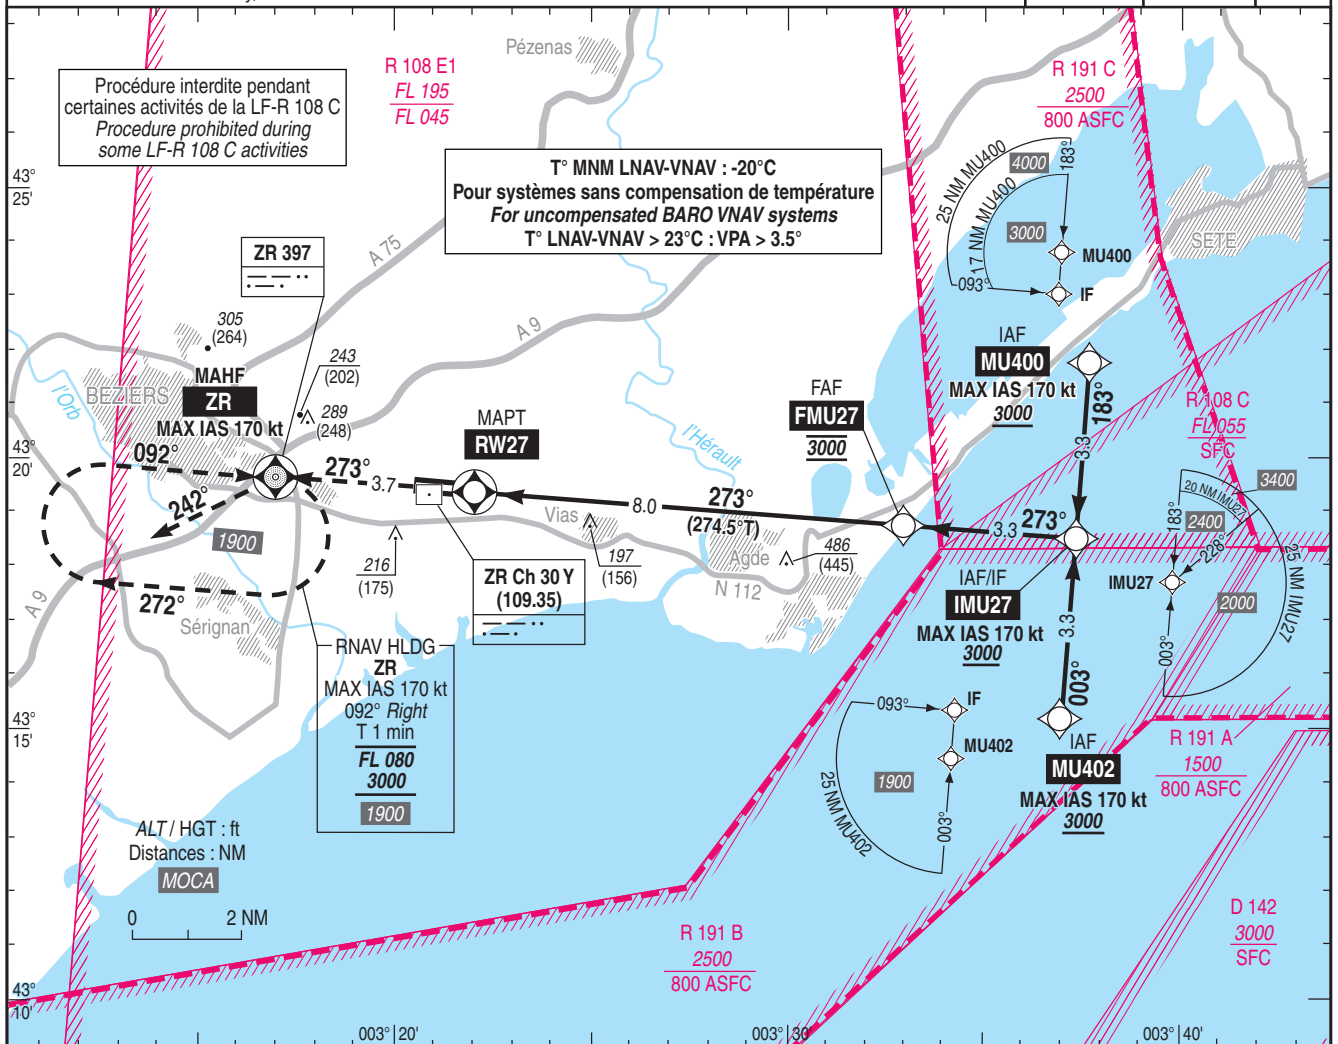 Pézenas
R 108 E1
FL 195
FL 045
R 191 C
2500
800 ASFC
Procédure interdite pendant
certaines activités de la LF-R 108 C
Procedure prohibited during
some LF-R 108 C activities
T° MNM LNAV-VNAV : -20°C
Pour systèmes sans compensation de température
For uncompensated BARO VNAV systems
T° LNAV-VNAV > 23°C : VPA > 3.5°
43°
25'
25 NM MU400
4000
183°
17 NM MU400
3000
MU400
093°
IF
SETE
ZR 397
A 75
A 9
305
(264)
243
(202)
289
(248)
MAHF
ZR
MAX IAS 170 kt
BEZIERS
l'Orb
IAF
MU400
MAX IAS 170 kt
3000
183°
3.3
FAF
FMU27
3000
MAPT
RW27
l'Hérault
R 108 C
FL 055
SFC
43°
20'
092°
273°
3.7
242°
1900
8.0
273°
(274.5°T)
3.3
273°
3400
20 NM IMU27
2400
183°
228°
IMU27
2000
25 NM IMU27
003°
Vias
197
(156)
Agde
486
(445)
N 112
216
(175)
ZR Ch 30 Y
(109.35)
IAF/IF
IMU27
MAX IAS 170 kt
3000
3.3
003°
272°
A 9
Sérignan
RNAV HLDG
ZR
MAX IAS 170 kt
092° Right
T 1 min
FL 080
3000
1900
43°
15'
093°
IF
MU402
1900
25 NM MU402
003°
IAF
MU402
MAX IAS 170 kt
3000
R 191 A
1500
800 ASFC
ALT / HGT : ft
Distances : NM
MOCA
0 2 NM
R 191 B
2500
800 ASFC
D 142
3000
SFC
43°
10'
003° 20'
003° 30'
003° 40'